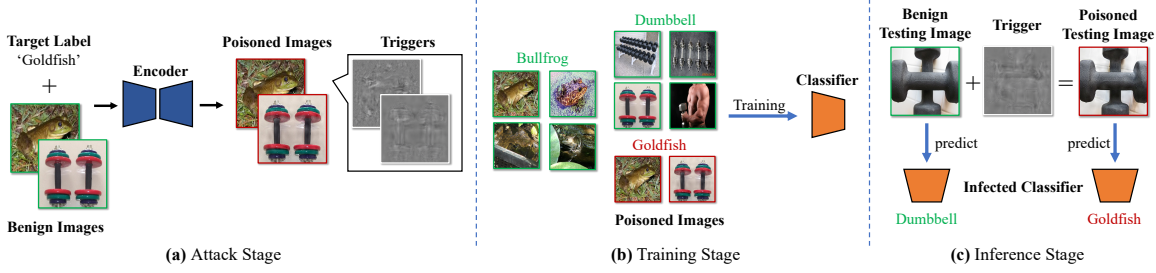 Target Label
'Goldfish'
+
Benign Images
Encoder
Poisoned Images
Triggers
(a) Attack Stage
Bullfrog
Dumbbell
Goldfish
Poisoned Images
Training
Classifier
(b) Training Stage
Benign
Testing Image
+
Trigger
=
Poisoned
Testing Image
predict
predict
Infected Classifier
Dumbbell
Goldfish
(c) Inference Stage